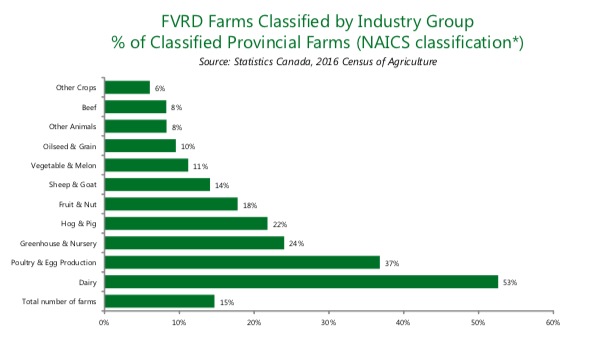 FVRD Farms Classified by Industry Group
% of Classified Provincial Farms (NAICS classification*)
Source: Statistics Canada, 2016 Census of Agriculture
Other Crops 6%
Beef 8%
Other Animals 8%
Oilseed & Grain 10%
Vegetable & Melon 11%
Sheep & Goat 14%
Fruit & Nut 18%
Hog & Pig 22%
Greenhouse & Nursery 24%
Poultry & Egg Production 37%
Dairy 53%
Total number of farms 15%
0% 10% 20% 30% 40% 50% 60%